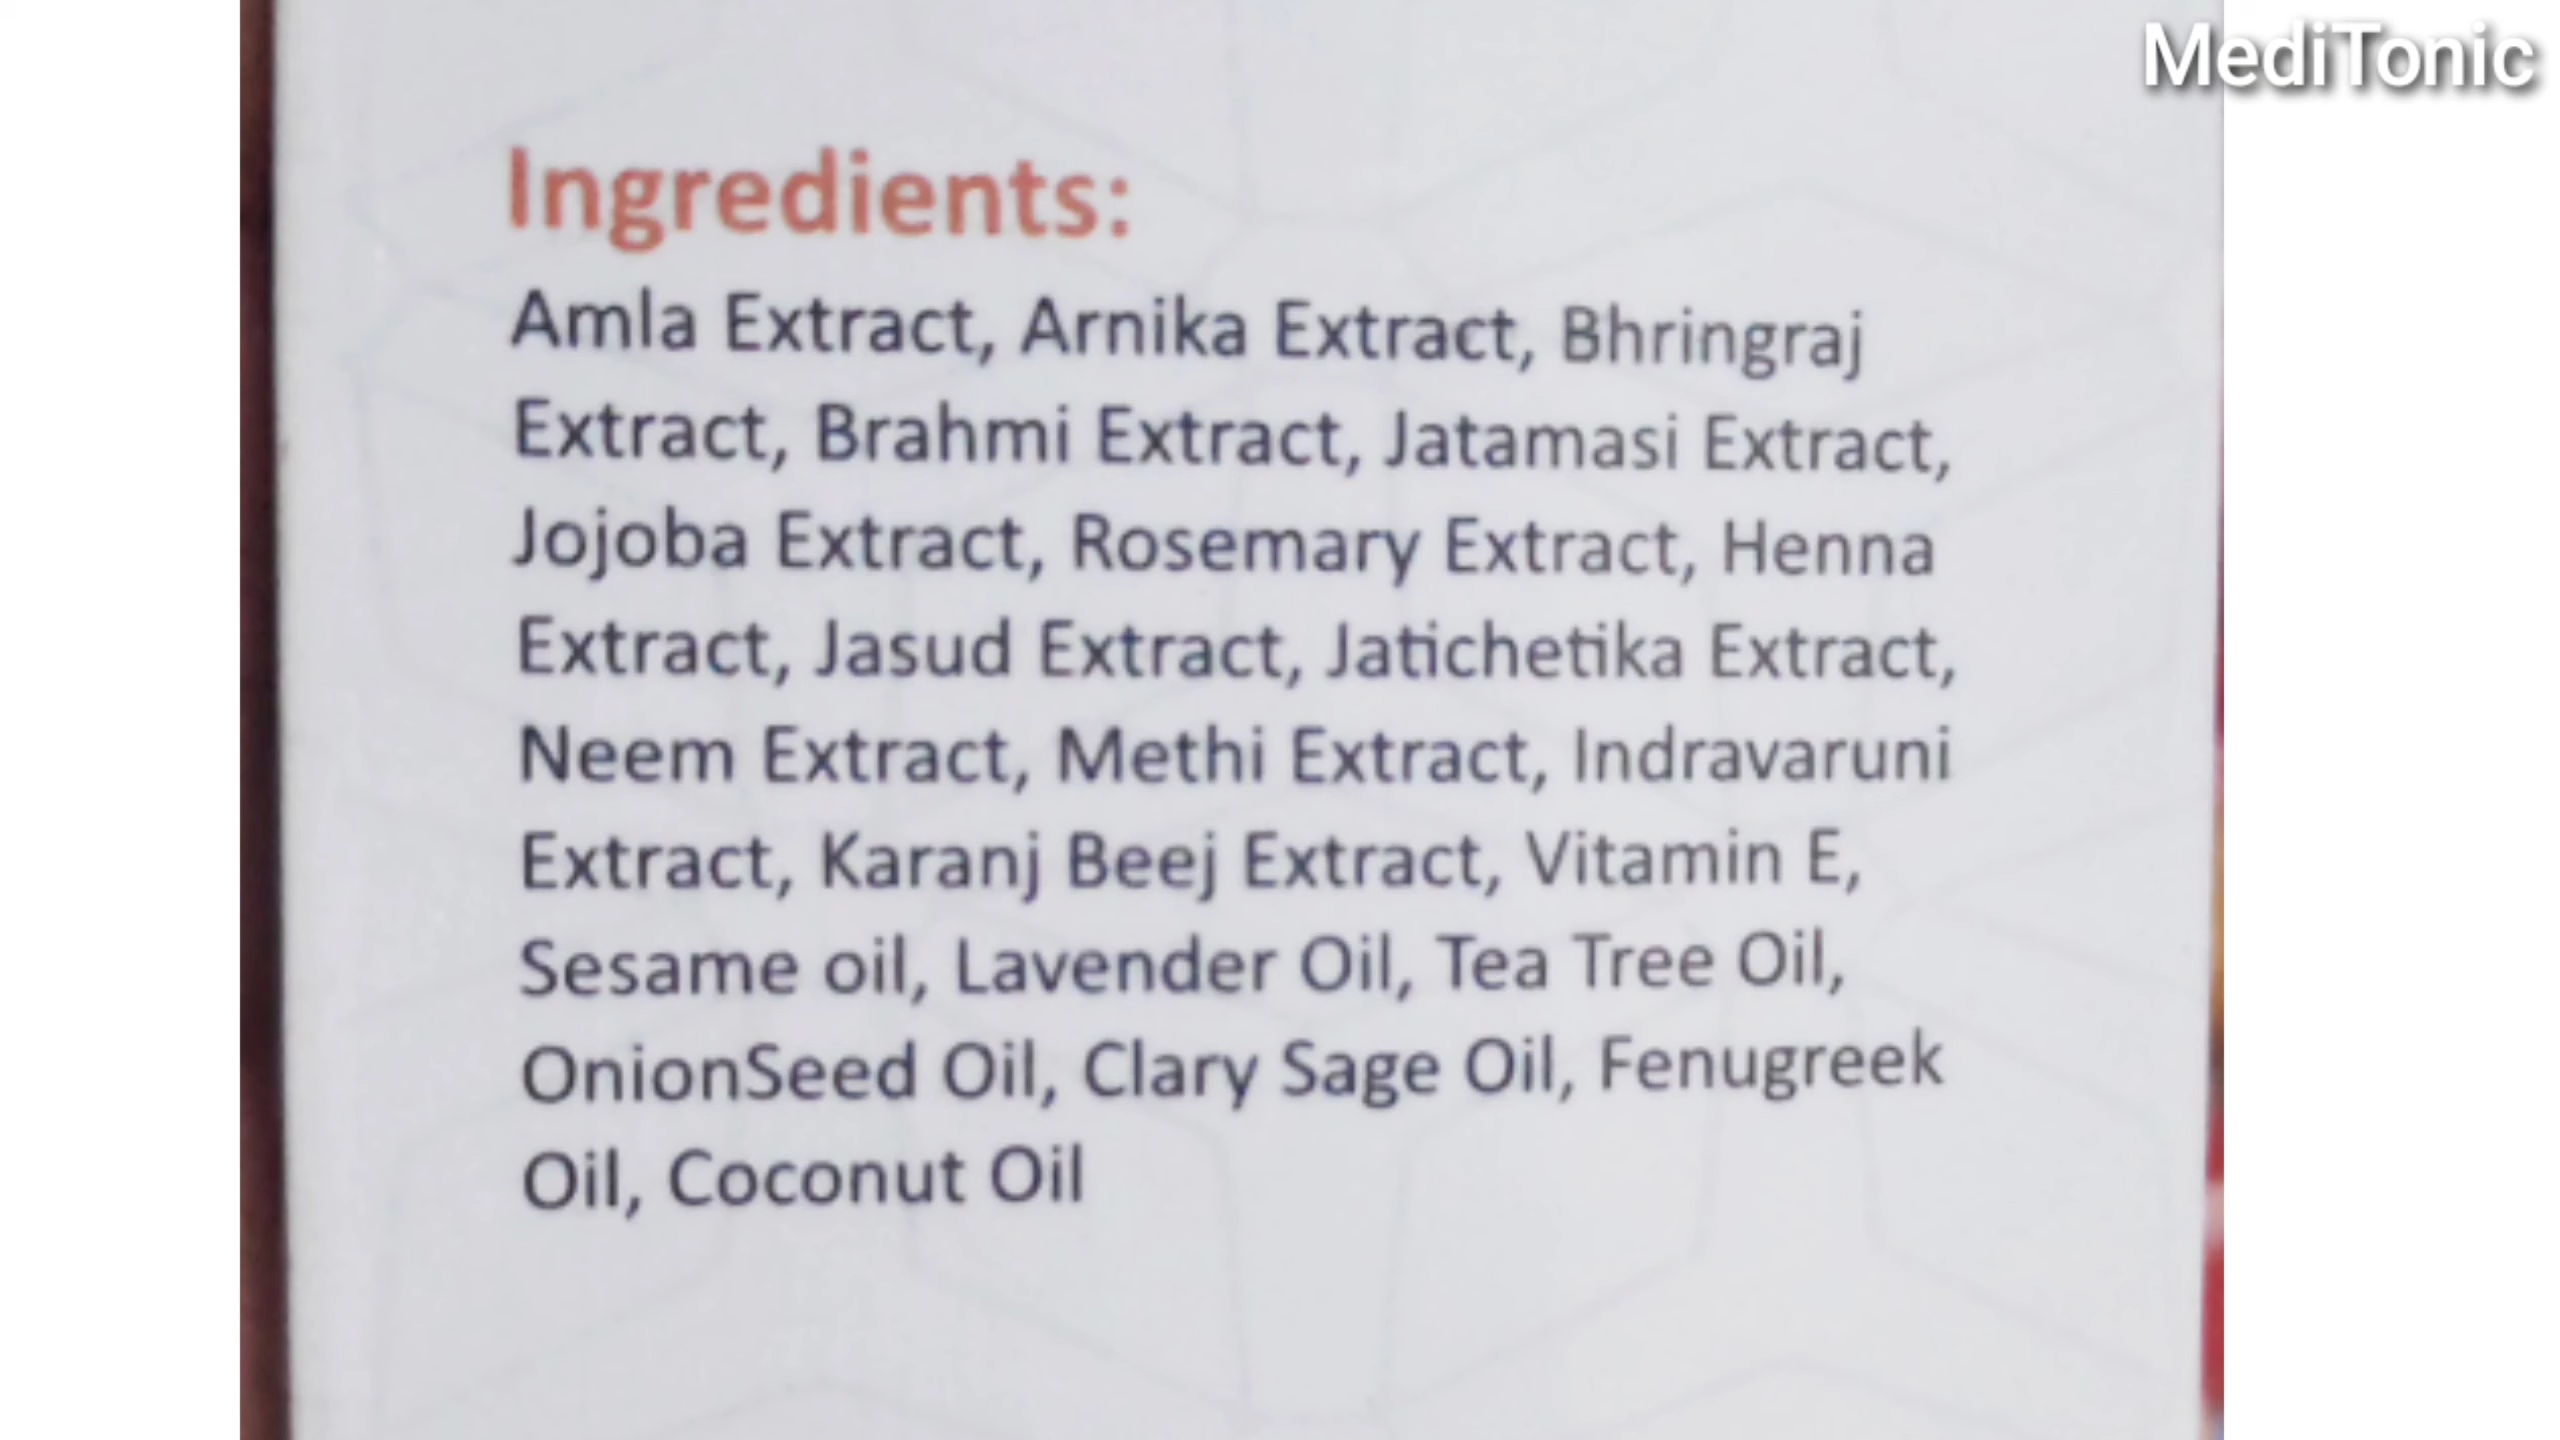 MediTonic
Ingredients:
Amla Extract, Arnika Extract, Bhringraj
Extract, Brahmi Extract, Jatamasi Extract,
Jojoba Extract, Rosemary Extract, Henna
Extract, Jasud Extract, Jatichetika Extract,
Neem Extract, Methi Extract, Indravaruni
Extract, Karanj Beej Extract, Vitamin E,
Sesame oil, Lavender Oil, Tea Tree Oil,
OnionSeed Oil, Clary Sage Oil, Fenugreek
Oil, Coconut Oil